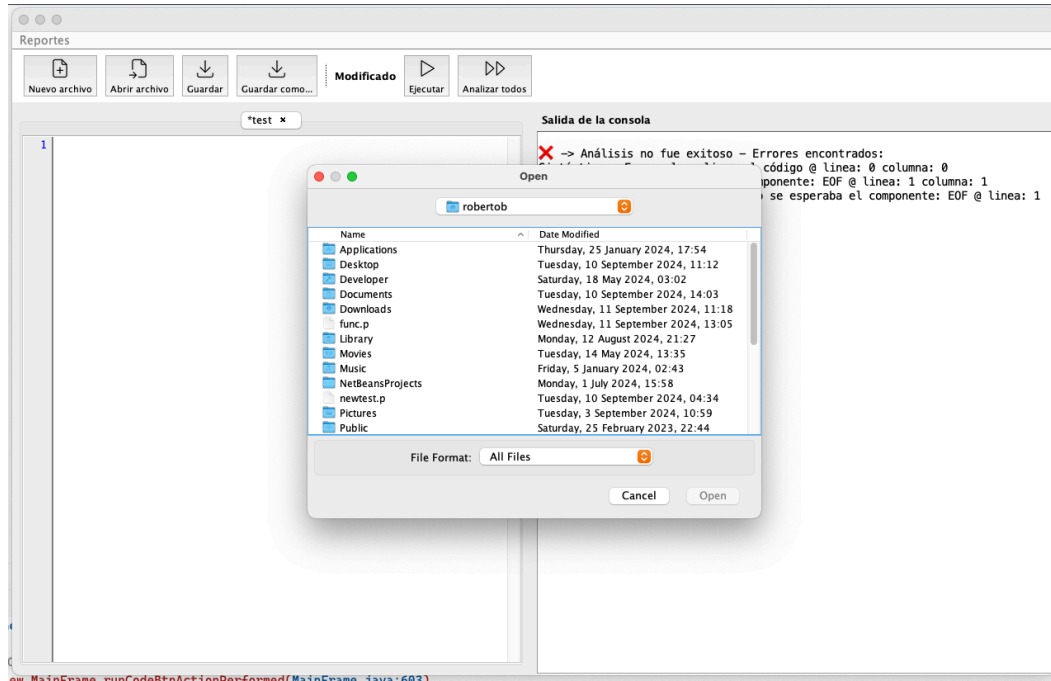 Reportes
Nuevo archivo
Abrir archivo
Guardar
Guardar como...
Modificado
Ejecutar
Analizar todos
*test ×
Salida de la consola
1
❌ -> Análisis no fue exitoso - Errores encontrados:
código @ linea: 0 columna: 0
EOF @ linea: 1 columna: 1
se esperaba el componente: EOF @ linea: 1
Open
robertob
Name Date Modified
Applications Thursday, 25 January 2024, 17:54
Desktop Tuesday, 10 September 2024, 11:12
Developer Saturday, 18 May 2024, 03:02
Documents Tuesday, 10 September 2024, 14:03
Downloads Wednesday, 11 September 2024, 11:18
func.p Wednesday, 11 September 2024, 13:05
Library Monday, 12 August 2024, 21:27
Movies Tuesday, 14 May 2024, 13:35
Music Friday, 5 January 2024, 02:43
NetBeansProjects Monday, 1 July 2024, 15:58
newtest.p Tuesday, 10 September 2024, 04:34
Pictures Tuesday, 3 September 2024, 10:59
Public Saturday, 25 February 2023, 22:44
File Format: All Files
Cancel Open
MainFrame.runCodeBtnActionPerformed(MainFrame.java:603)